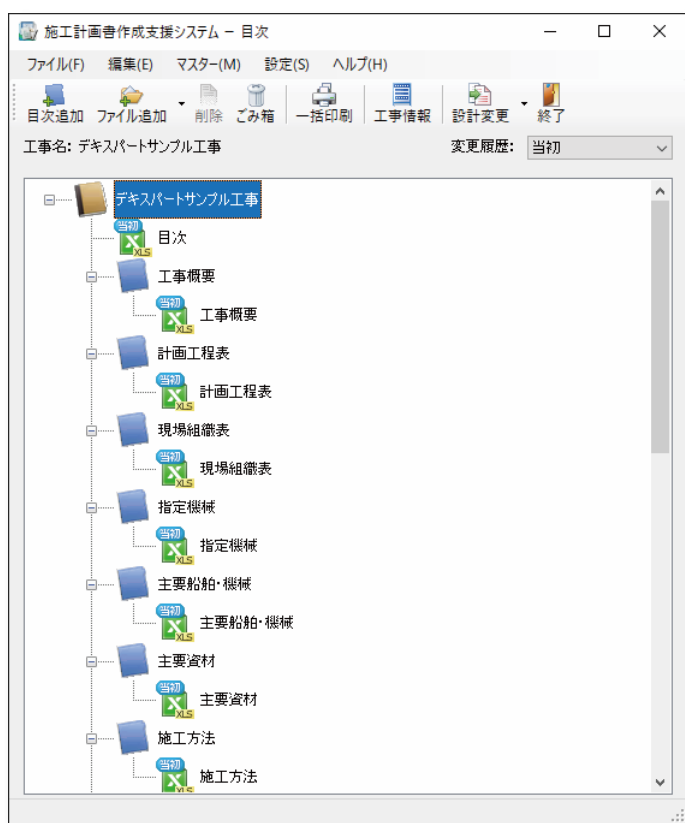 施工計画書作成支援システム － 目次
ファイル(F) 編集(E) マスター(M) 設定(S) ヘルプ(H)
目次追加 ファイル追加 削除 ごみ箱 一括印刷 工事情報 設計変更 終了
工事名: デキスパートサンプル工事 変更履歴: 当初
デキスパートサンプル工事
当初 XLS 目次
工事概要
当初 XLS 工事概要
計画工程表
当初 XLS 計画工程表
現場組織表
当初 XLS 現場組織表
指定機械
当初 XLS 指定機械
主要船舶・機械
当初 XLS 主要船舶・機械
主要資材
当初 XLS 主要資材
施工方法
当初 XLS 施工方法